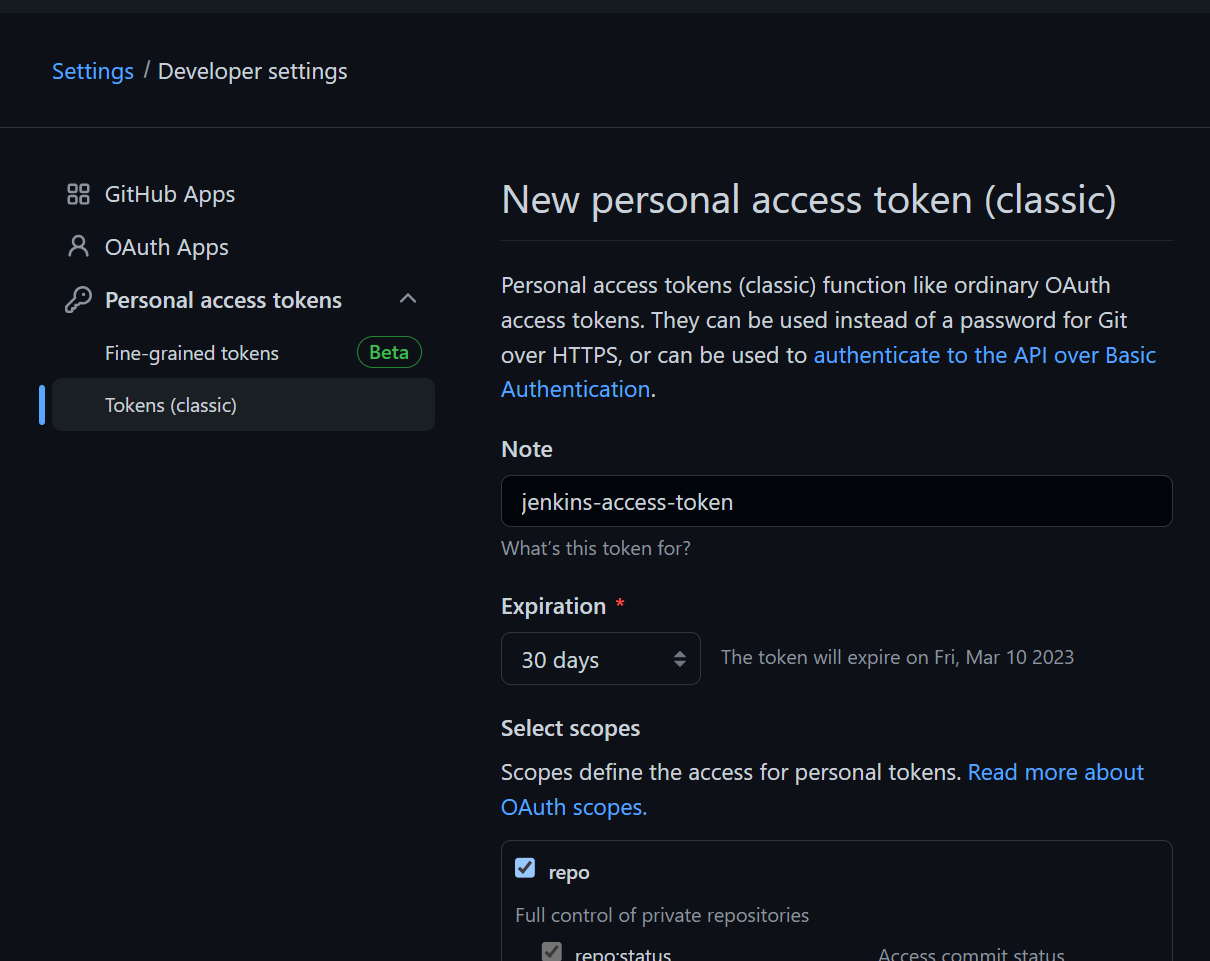 Settings / Developer settings
GitHub Apps
OAuth Apps
Personal access tokens
Fine-grained tokens Beta
Tokens (classic)
New personal access token (classic)
Personal access tokens (classic) function like ordinary OAuth
access tokens. They can be used instead of a password for Git
over HTTPS, or can be used to authenticate to the API over Basic
Authentication.
Note
jenkins-access-token
What's this token for?
Expiration *
30 days The token will expire on Fri, Mar 10 2023
Select scopes
Scopes define the access for personal tokens. Read more about
OAuth scopes.
repo
Full control of private repositories
repo:status Access commit status